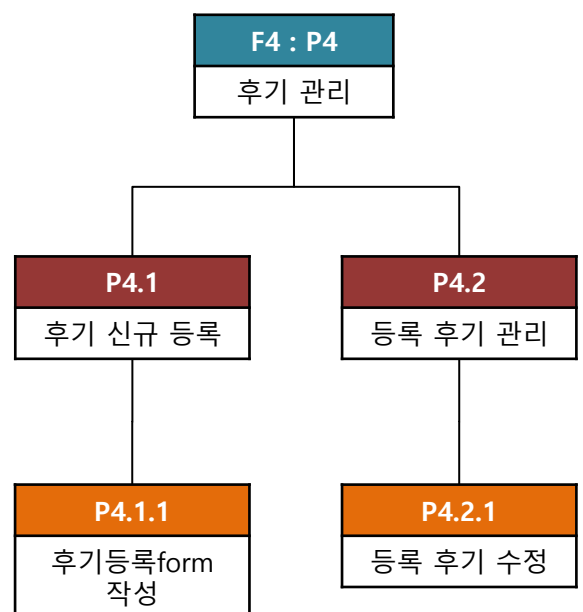 F4 : P4
후기 관리
P4.1
후기 신규 등록
P4.2
등록 후기 관리
P4.1.1
후기등록form
작성
P4.2.1
등록 후기 수정